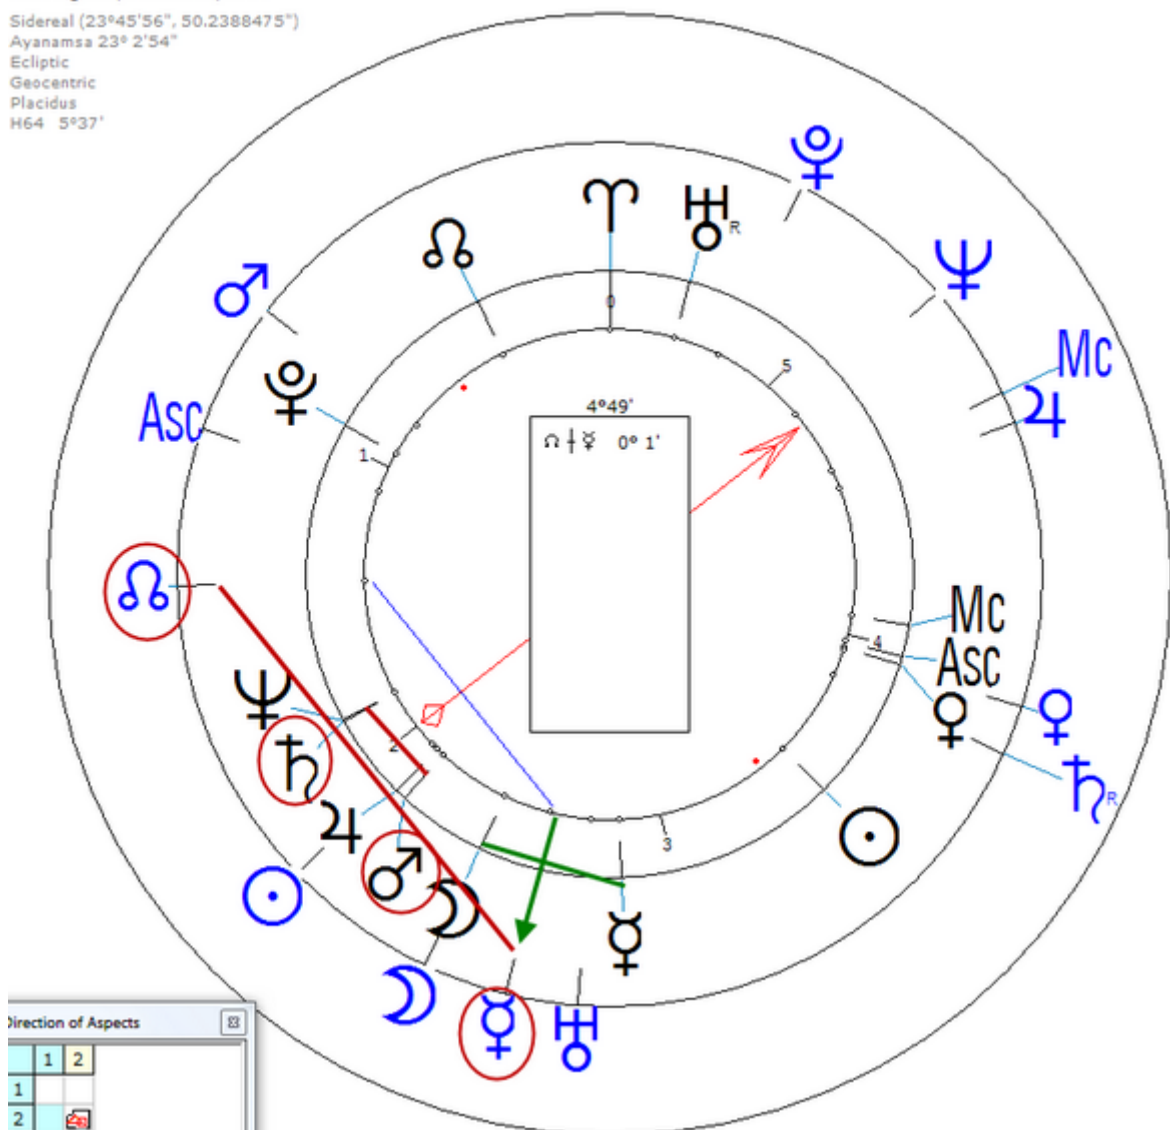 Sidereal (23°45'56", 50.2388475")
Ayanamsa 23° 2'54"
Ecliptic
Geocentric
Placidus
H64 5°37'
R
0
5
Mc
Asc
4°49'
☊ ☿ 0° 1'
1
Mc
4
Asc
2
R
3
Direction of Aspects
1 2
1
2